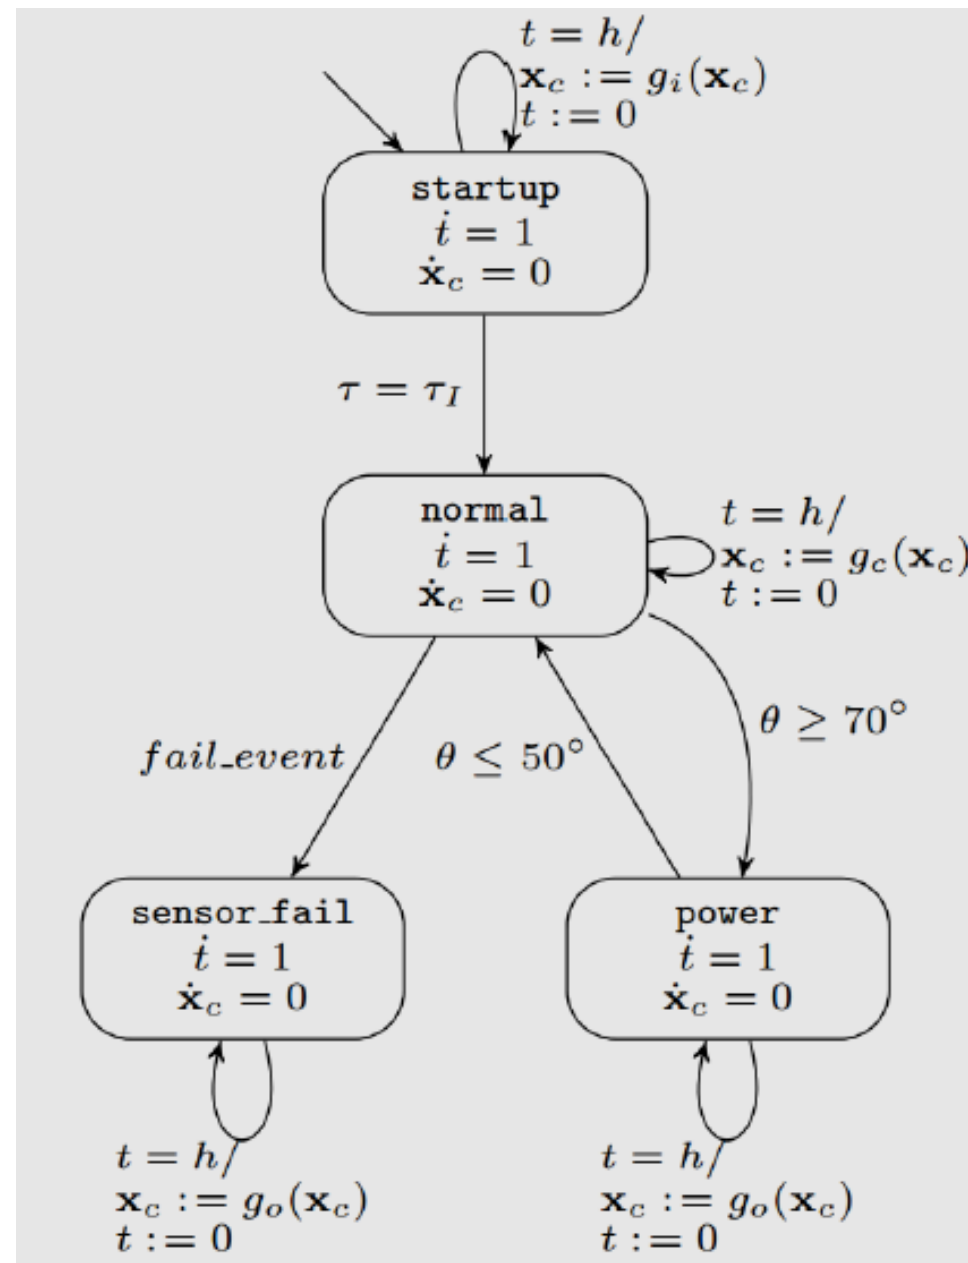 t = h/
𝐱_c := g_i(𝐱_c)
t := 0
startup
ṫ = 1
𝐱̇_c = 0
τ = τ_I
normal
ṫ = 1
𝐱̇_c = 0
t = h/
𝐱_c := g_c(𝐱_c)
t := 0
fail_event
θ ≤ 50°
θ ≥ 70°
sensor_fail
ṫ = 1
𝐱̇_c = 0
power
ṫ = 1
𝐱̇_c = 0
t = h/
𝐱_c := g_o(𝐱_c)
t := 0
t = h/
𝐱_c := g_o(𝐱_c)
t := 0